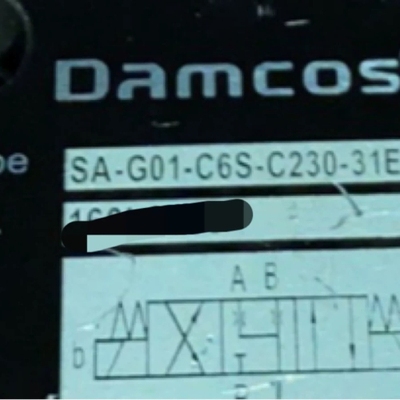 Damcos
pe
SA-G01-C6S-C230-31E
A B
b